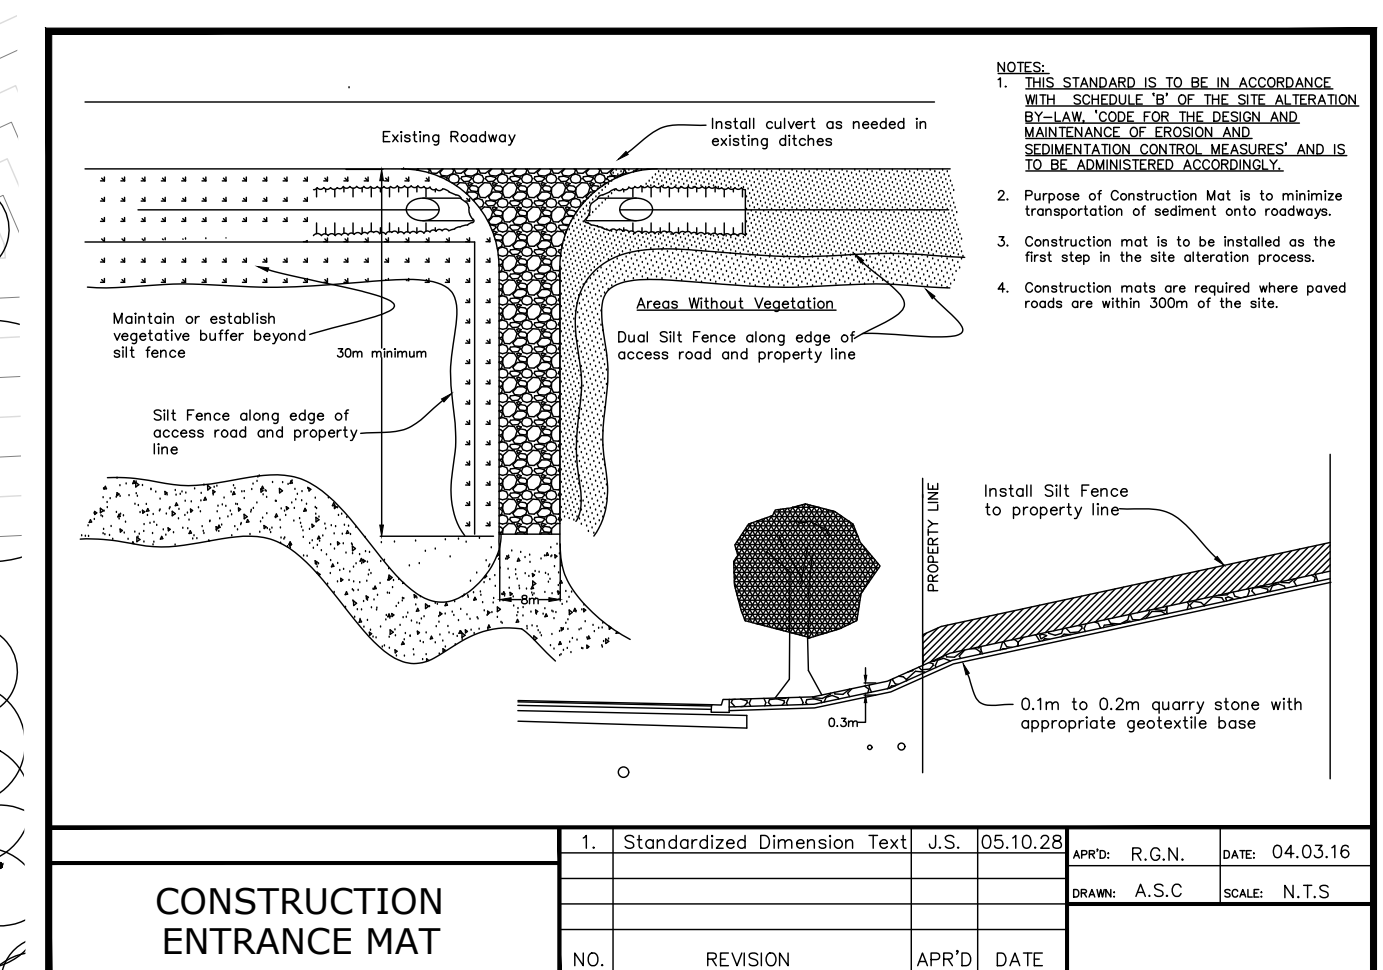 NOTES:
1. THIS STANDARD IS TO BE IN ACCORDANCE
WITH SCHEDULE 'B' OF THE SITE ALTERATION
BY-LAW, 'CODE FOR THE DESIGN AND
MAINTENANCE OF EROSION AND
SEDIMENTATION CONTROL MEASURES' AND IS
TO BE ADMINISTERED ACCORDINGLY.
2. Purpose of Construction Mat is to minimize
transportation of sediment onto roadways.
3. Construction mat is to be installed as the
first step in the site alteration process.
4. Construction mats are required where paved
roads are within 300m of the site.
Existing Roadway
Install culvert as needed in
existing ditches
Areas Without Vegetation
Maintain or establish
vegetative buffer beyond
silt fence
30m minimum
Dual Silt Fence along edge of
access road and property line
Silt Fence along edge of
access road and property
line
8m
PROPERTY LINE
Install Silt Fence
to property line
0.3m
0.1m to 0.2m quarry stone with
appropriate geotextile base
CONSTRUCTION
ENTRANCE MAT
1. Standardized Dimension Text J.S. 05.10.28
NO. REVISION APR'D DATE
APR'D: R.G.N. DATE: 04.03.16
DRAWN: A.S.C SCALE: N.T.S